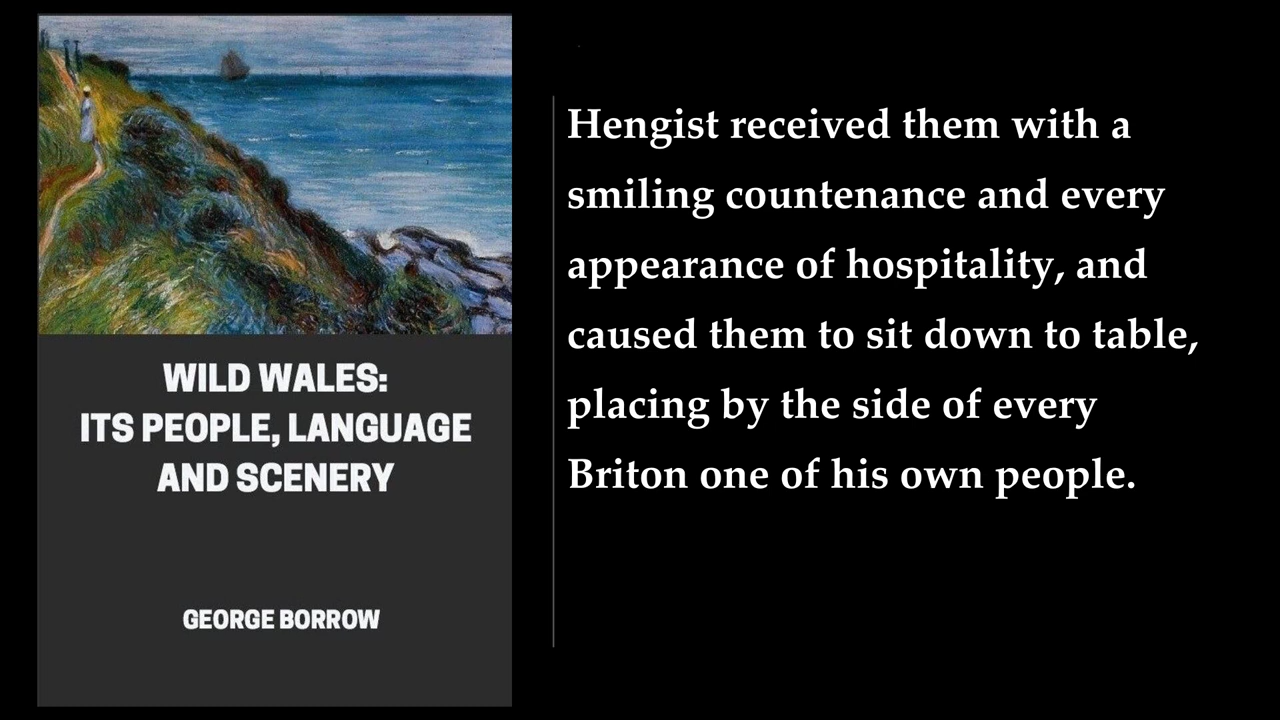 WILD WALES:
ITS PEOPLE, LANGUAGE
AND SCENERY
GEORGE BORROW
Hengist received them with a
smiling countenance and every
appearance of hospitality, and
caused them to sit down to table,
placing by the side of every
Briton one of his own people.